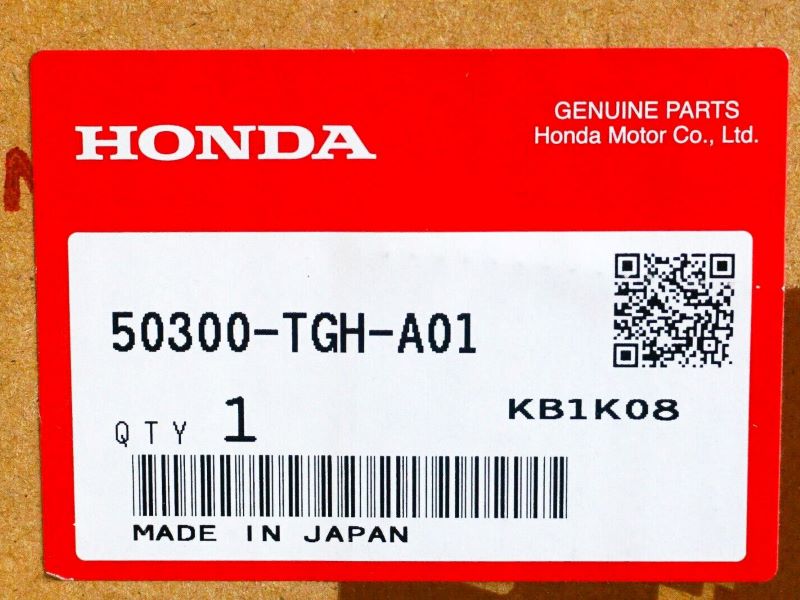 HONDA
GENUINE PARTS
Honda Motor Co., Ltd.
50300-TGH-A01
QTY 1
KB1K08
MADE IN JAPAN